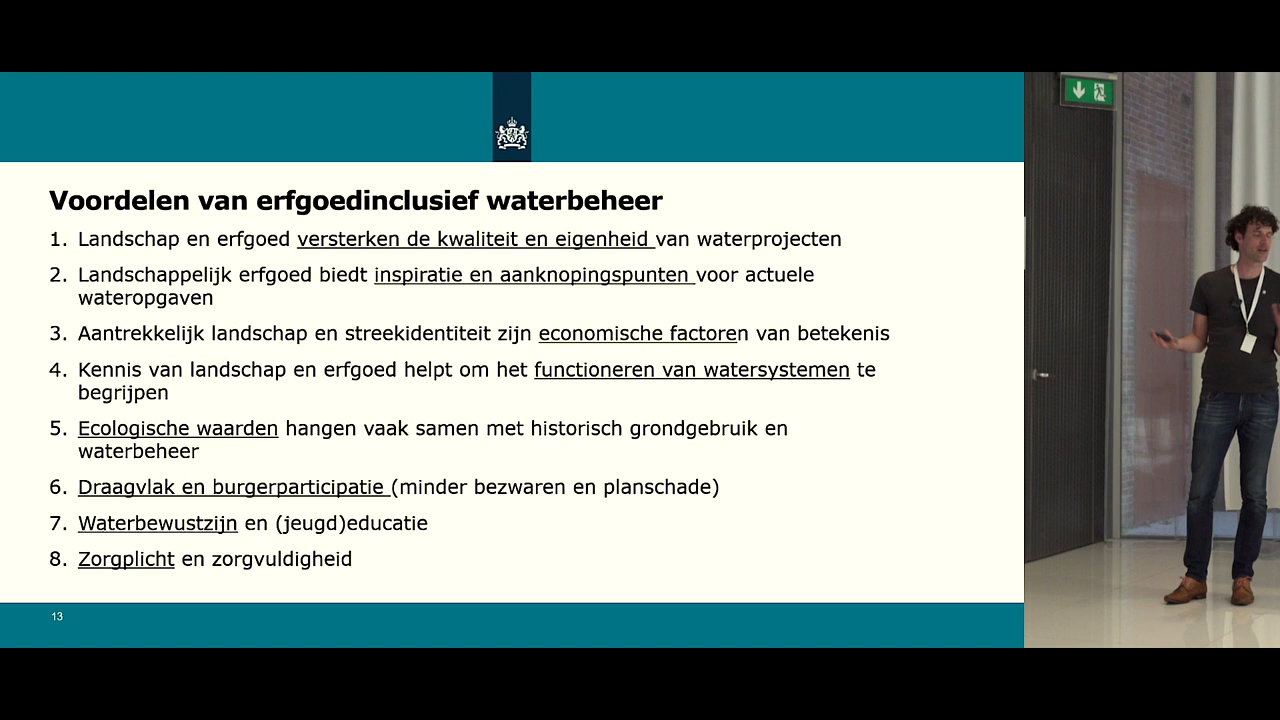 Voordelen van erfgoedinclusief waterbeheer
1. Landschap en erfgoed versterken de kwaliteit en eigenheid van waterprojecten
2. Landschappelijk erfgoed biedt inspiratie en aanknopingspunten voor actuele
wateropgaven
3. Aantrekkelijk landschap en streekidentiteit zijn economische factoren van betekenis
4. Kennis van landschap en erfgoed helpt om het functioneren van watersystemen te
begrijpen
5. Ecologische waarden hangen vaak samen met historisch grondgebruik en
waterbeheer
6. Draagvlak en burgerparticipatie (minder bezwaren en planschade)
7. Waterbewustzijn en (jeugd)educatie
8. Zorgplicht en zorgvuldigheid
13